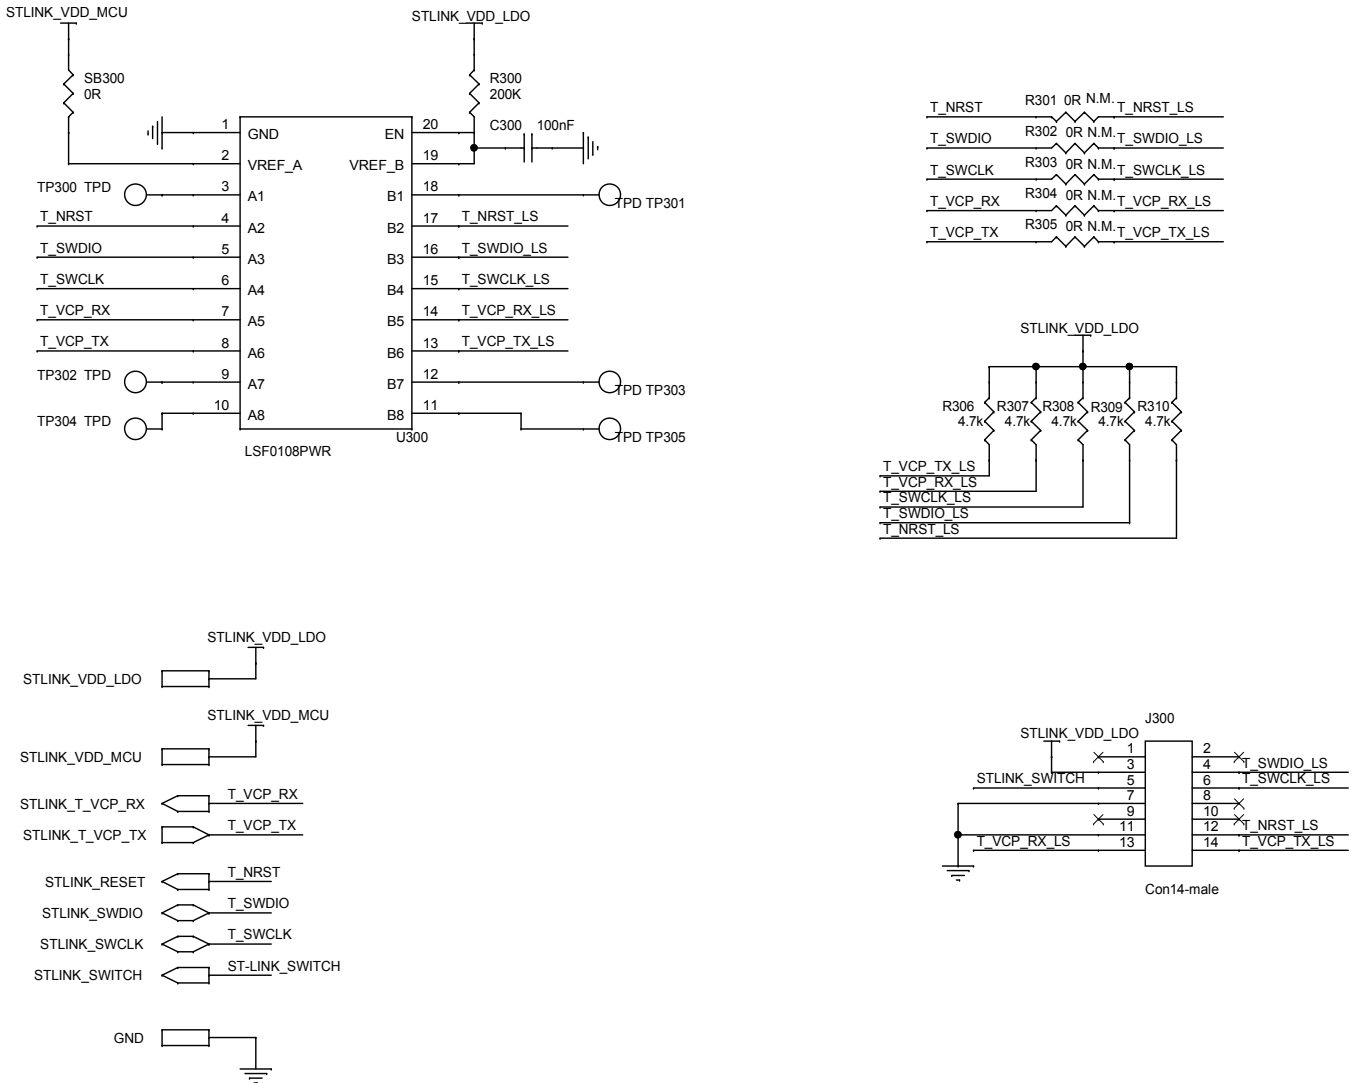 STLINK_VDD_MCU
STLINK_VDD_LDO
SB300
0R
R300
200K
C300 100nF
1 GND EN 20
2 VREF_A VREF_B 19
TP300 TPD 3 A1 B1 18 TPD TP301
T_NRST 4 A2 B2 17 T_NRST_LS
T_SWDIO 5 A3 B3 16 T_SWDIO_LS
T_SWCLK 6 A4 B4 15 T_SWCLK_LS
T_VCP_RX 7 A5 B5 14 T_VCP_RX_LS
T_VCP_TX 8 A6 B6 13 T_VCP_TX_LS
TP302 TPD 9 A7 B7 12 TPD TP303
TP304 TPD 10 A8 B8 11 TPD TP305
U300
LSF0108PWR
T_NRST R301 0R N.M. T_NRST_LS
T_SWDIO R302 0R N.M. T_SWDIO_LS
T_SWCLK R303 0R N.M. T_SWCLK_LS
T_VCP_RX R304 0R N.M. T_VCP_RX_LS
T_VCP_TX R305 0R N.M. T_VCP_TX_LS
STLINK_VDD_LDO
R306 R307 R308 R309 R310
4.7k 4.7k 4.7k 4.7k 4.7k
T_VCP_TX_LS
T_VCP_RX_LS
T_SWCLK_LS
T_SWDIO_LS
T_NRST_LS
STLINK_VDD_LDO
STLINK_VDD_LDO
STLINK_VDD_MCU
STLINK_VDD_MCU
STLINK_T_VCP_RX T_VCP_RX
STLINK_T_VCP_TX T_VCP_TX
STLINK_RESET T_NRST
STLINK_SWDIO T_SWDIO
STLINK_SWCLK T_SWCLK
STLINK_SWITCH ST-LINK_SWITCH
GND
J300
STLINK_VDD_LDO
1 2
3 4 T_SWDIO_LS
STLINK_SWITCH 5 6 T_SWCLK_LS
7 8
9 10
11 12 T_NRST_LS
T_VCP_RX_LS 13 14 T_VCP_TX_LS
Con14-male